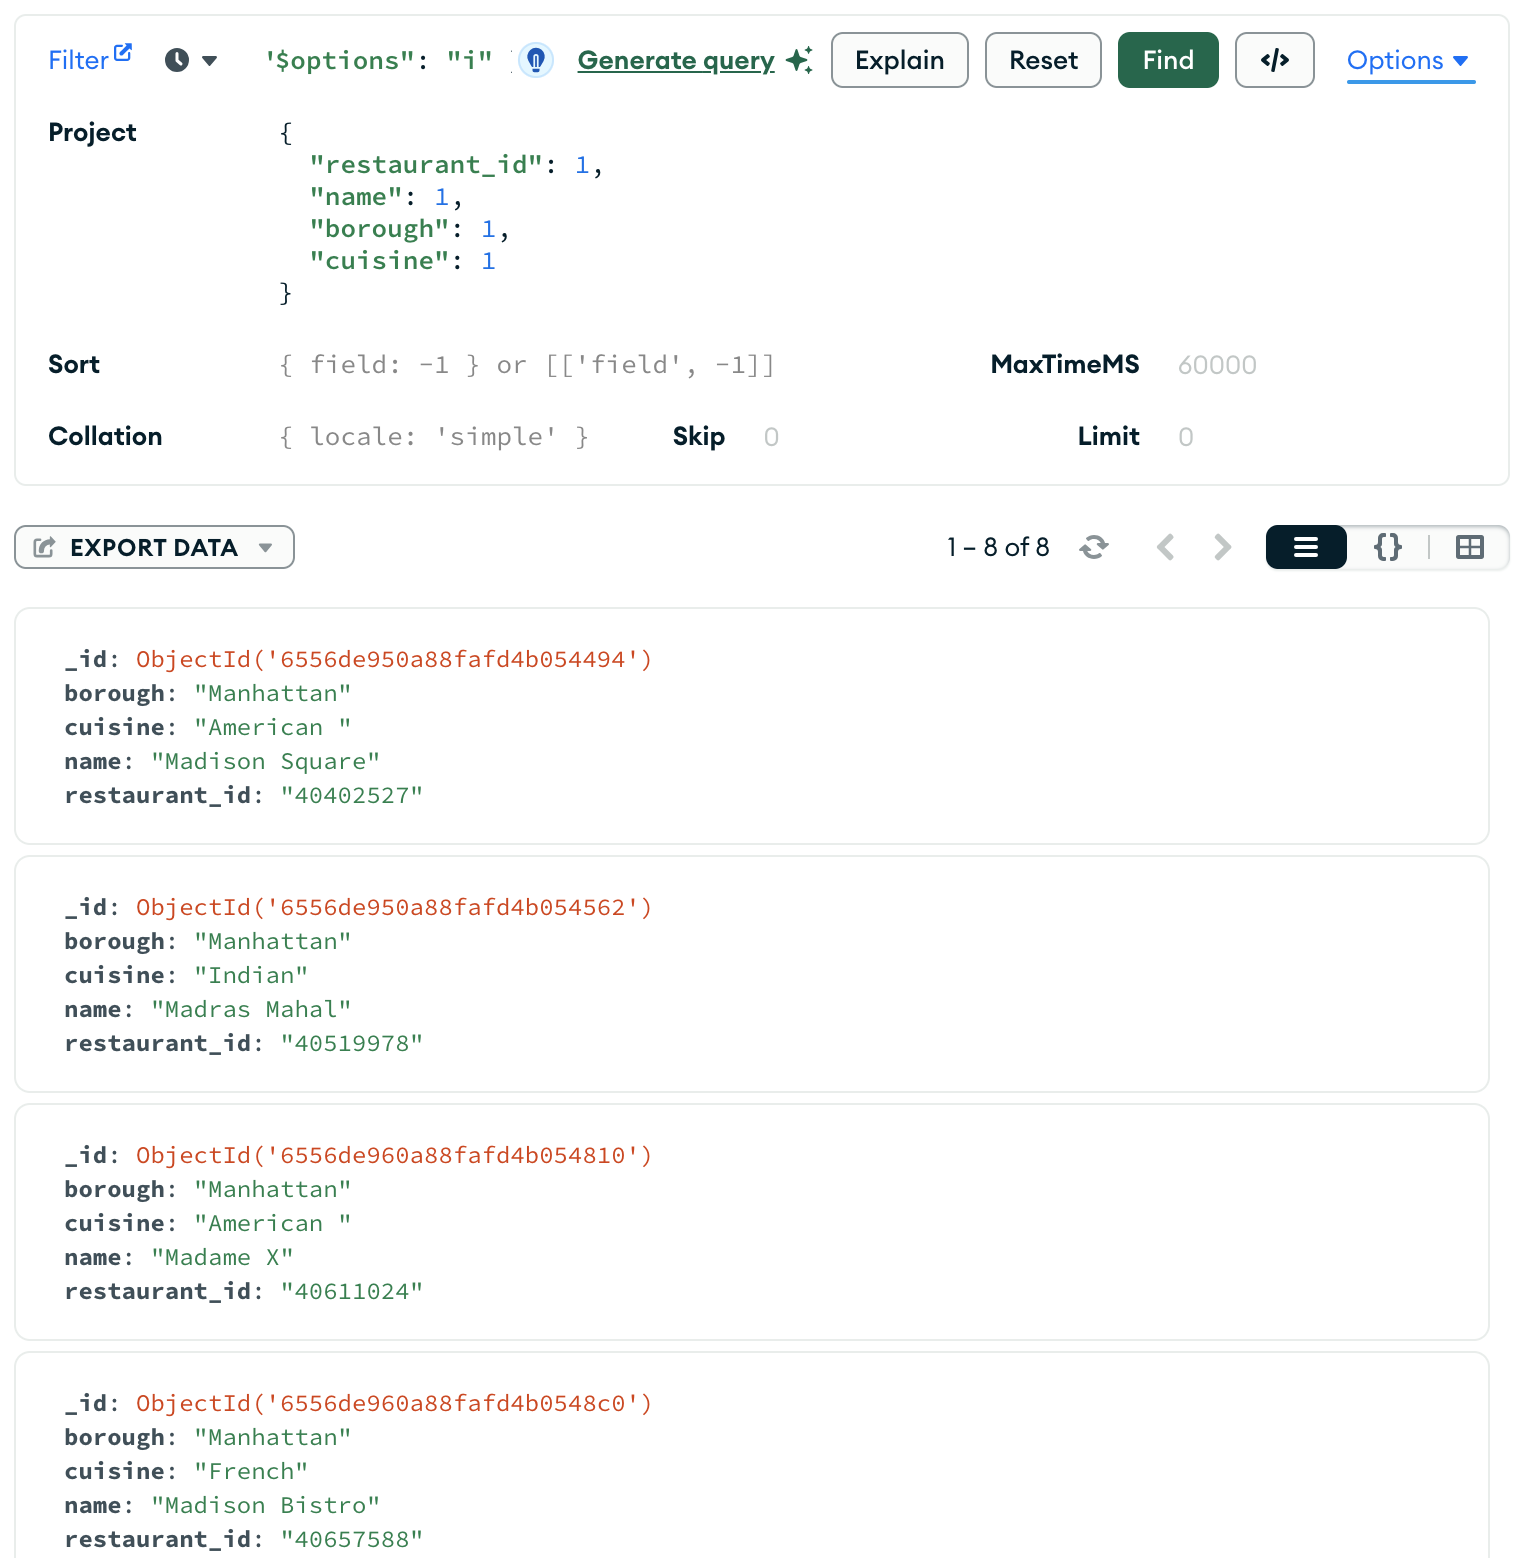 Filter '$options": "i" Generate query Explain Reset Find </> Options
Project {
"restaurant_id": 1,
"name": 1,
"borough": 1,
"cuisine": 1
}
Sort { field: -1 } or [['field', -1]] MaxTimeMS 60000
Collation { locale: 'simple' } Skip 0 Limit 0
EXPORT DATA 1 – 8 of 8 {}
_id: ObjectId('6556de950a88fafd4b054494')
borough: "Manhattan"
cuisine: "American "
name: "Madison Square"
restaurant_id: "40402527"
_id: ObjectId('6556de950a88fafd4b054562')
borough: "Manhattan"
cuisine: "Indian"
name: "Madras Mahal"
restaurant_id: "40519978"
_id: ObjectId('6556de960a88fafd4b054810')
borough: "Manhattan"
cuisine: "American "
name: "Madame X"
restaurant_id: "40611024"
_id: ObjectId('6556de960a88fafd4b0548c0')
borough: "Manhattan"
cuisine: "French"
name: "Madison Bistro"
restaurant_id: "40657588"